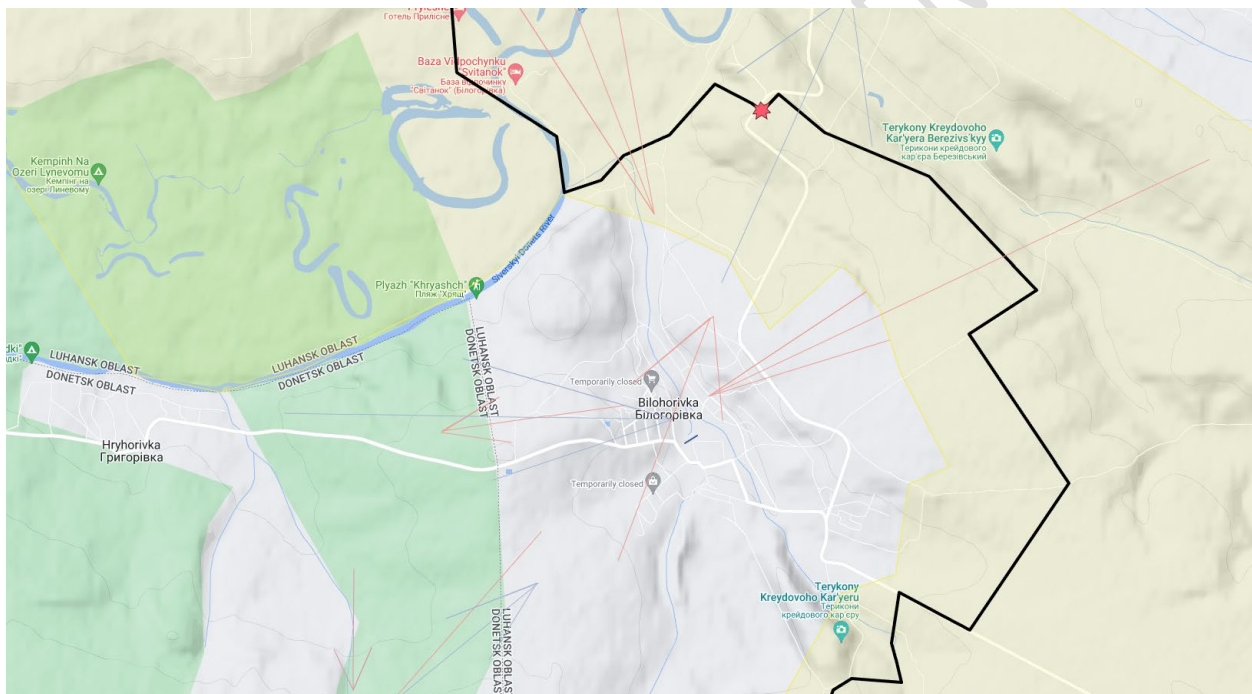 Готель Прилісне
Baza Vidpochynku
"Svitanok"
База відпочинку
"Світанок" (Білогорівка)
Kempinh Na
Ozeri Lynevomu
Кемпінг на
озері Линевому
Terykony Kreydovoho
Kar'yera Berezivs'kyy
Терикони крейдового
кар'єра Березівський
Siverskyi Donets River
Plyazh "Khryashch"
Пляж "Хрящ"
LUHANSK OBLAST
DONETSK OBLAST
LUHANSK OBLAST
DONETSK OBLAST
LUHANSK OBLAST
DONETSK OBLAST
Temporarily closed
Bilohorivka
Білогорівка
Hryhorivka
Григорівка
Temporarily closed
Terykony
Kreydovoho Kar'yeru
Терикони
крейдового кар'єру
LUHANSK OBLAST
DONETSK OBLAST